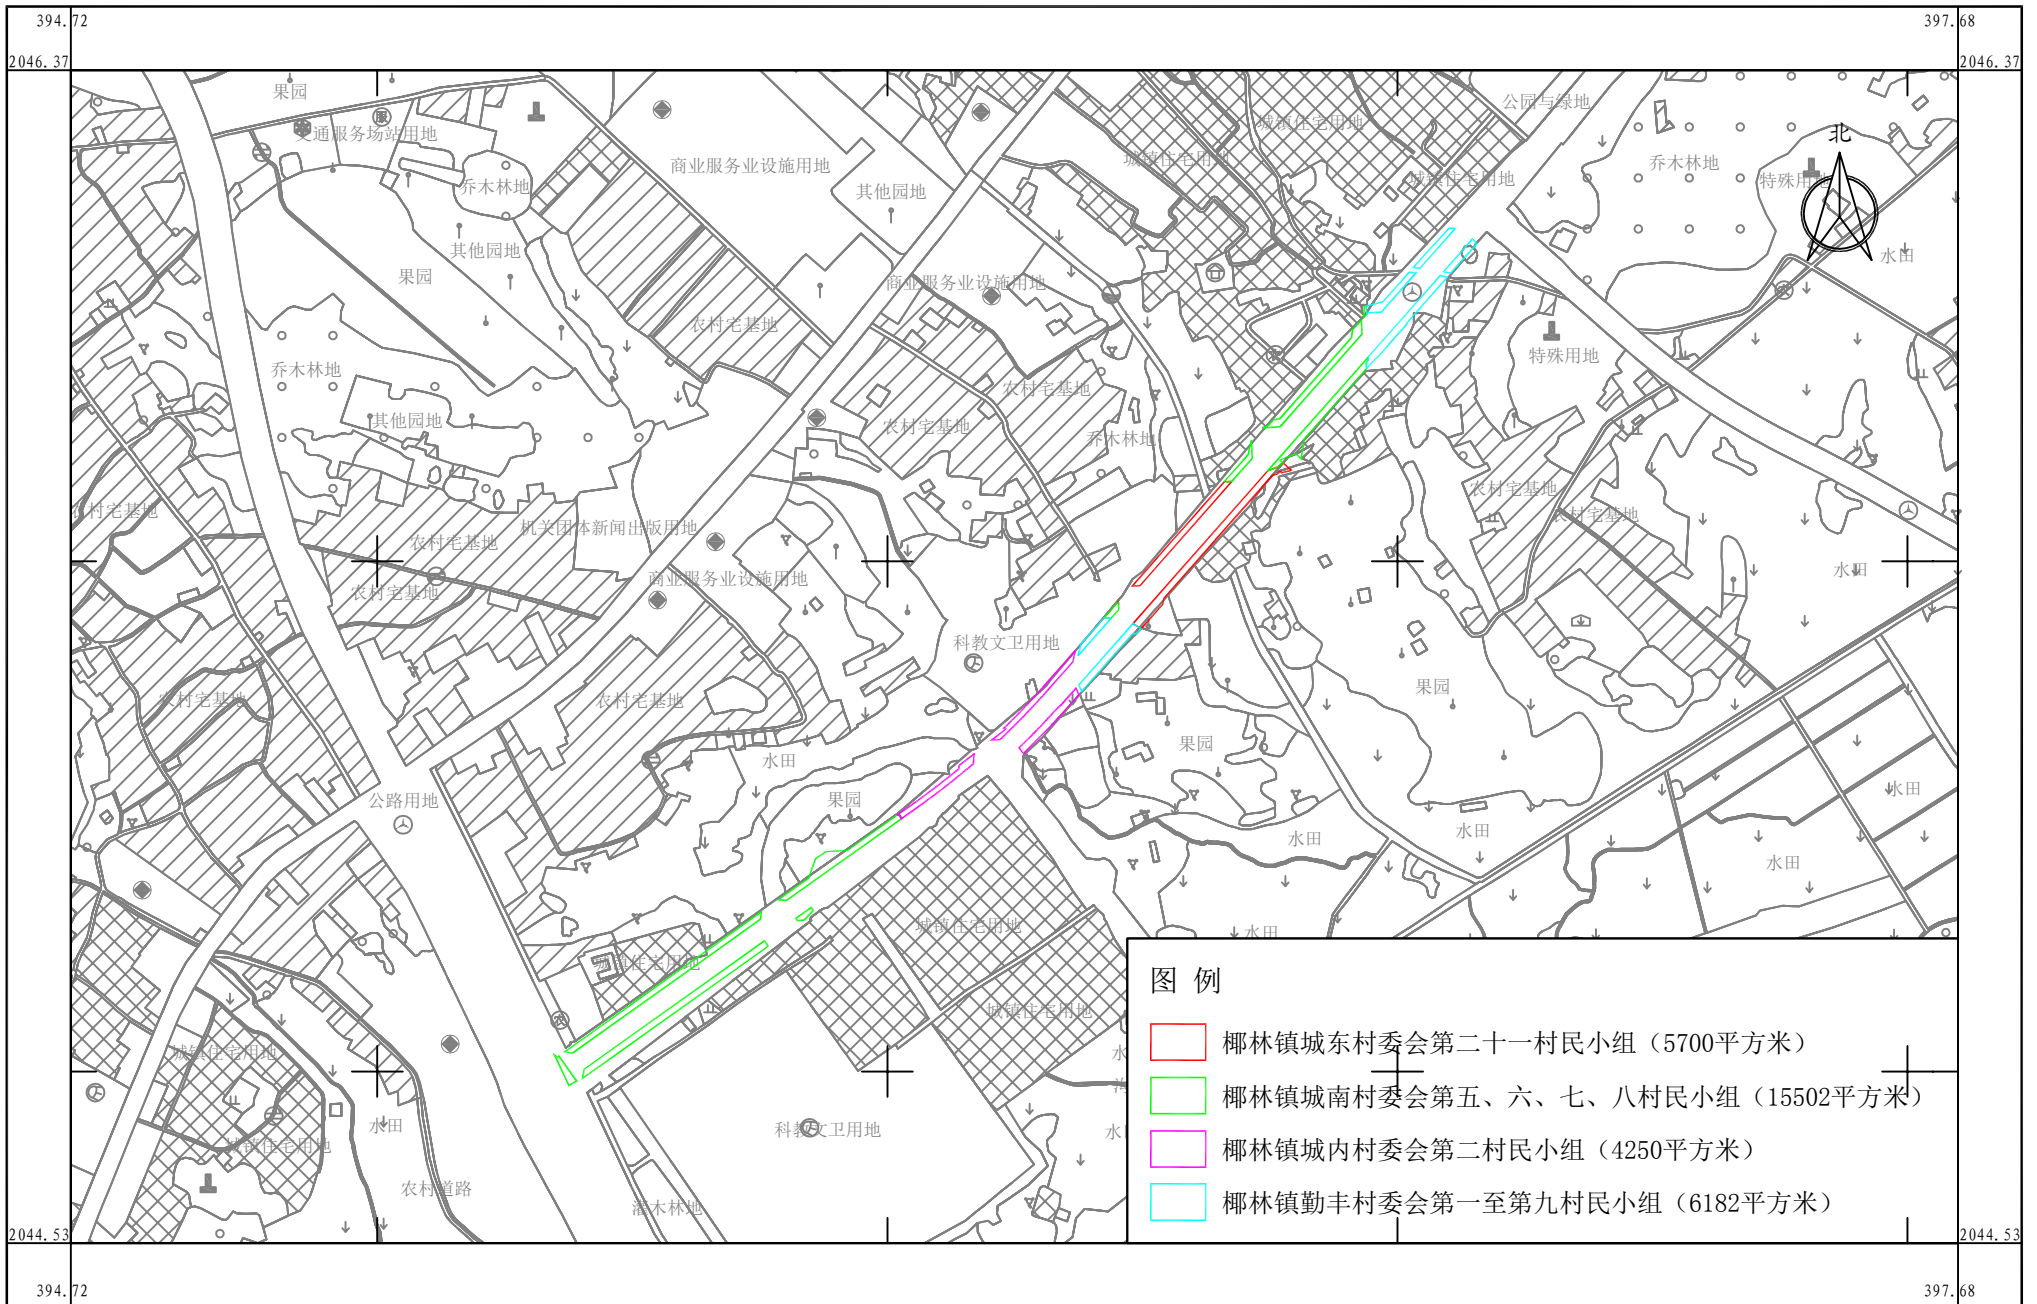 394.72
397.68
2046.37
2046.37
果园
公园与绿地
交通服务场站用地
城镇住宅用地
北
商业服务业设施用地
城镇住宅用地
乔木林地
乔木林地
其他园地
城镇住宅用地
特殊用地
其他园地
水田
果园
商业服务业设施用地
农村宅基地
特殊用地
乔木林地
农村宅基地
其他园地
农村宅基地
乔木林地
农村宅基地
农村宅基地
农村宅基地
机关团体新闻出版用地
农村宅基地
水田
商业服务业设施用地
农村宅基地
科教文卫用地
果园
农村宅基地
农村宅基地
果园
水田
水田
公路用地
果园
水田
水田
水田
城镇住宅用地
水田
城镇住宅用地
城镇住宅用地
城镇住宅用地
水田
科教文卫用地
城镇住宅用地
农村道路
灌木林地
图 例
椰林镇城东村委会第二十一村民小组（5700平方米）
椰林镇城南村委会第五、六、七、八村民小组（15502平方米）
椰林镇城内村委会第二村民小组（4250平方米）
椰林镇勤丰村委会第一至第九村民小组（6182平方米）
2044.53
2044.53
394.72
397.68